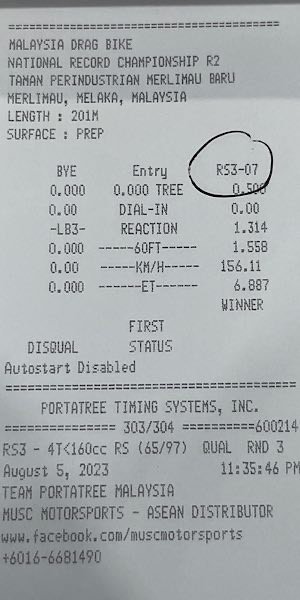 ================================
MALAYSIA DRAG BIKE
NATIONAL RECORD CHAMPIONSHIP R2
TAMAN PERINDUSTRIAN MERLIMAU BARU
MERLIMAU, MELAKA, MALAYSIA
LENGTH : 201M
SURFACE : PREP
BYE Entry RS3-07
0.000 0.000 TREE 0.500
0.00 DIAL-IN 0.00
-LB3- REACTION 1.314
0.000 ------60FT------ 1.558
0.00 ------KM/H------ 156.11
0.000 -------ET------- 6.887
WINNER
FIRST
DISQUAL STATUS
Autostart Disabled
================================
PORTATREE TIMING SYSTEMS, INC.
=============== 303/304 ==========600214
RS3 - 4T<160cc RS (65/97) QUAL RND 3
August 5, 2023 11:35:46 PM
TEAM PORTATREE MALAYSIA
MUSC MOTORSPORTS - ASEAN DISTRIBUTOR
www.facebook.com/muscmotorsports
+6016-6681490